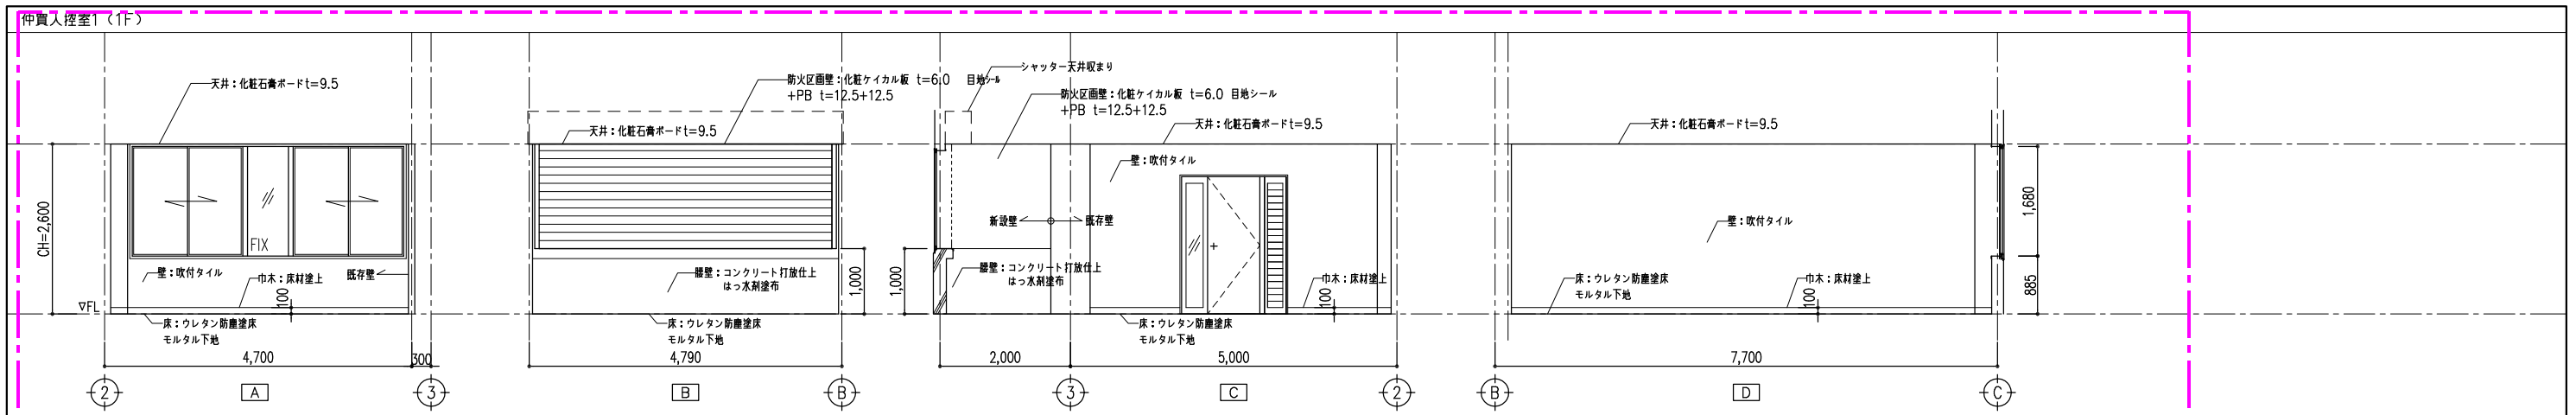 仲買人控室1（1F）
天井：化粧石膏ボードt=9.5
CH=2,600
FIX
壁：吹付タイル
巾木：床材塗上
既存壁
100
▽FL
床：ウレタン防塵塗床
モルタル下地
4,700
300
2
A
3
防火区画壁：化粧ケイカル板 t=6.0 目地シール
+PB t=12.5+12.5
天井：化粧石膏ボードt=9.5
腰壁：コンクリート打放仕上
はっ水剤塗布
1,000
床：ウレタン防塵塗床
モルタル下地
4,790
B
B
シャッター天井収まり
防火区画壁：化粧ケイカル板 t=6.0 目地シール
+PB t=12.5+12.5
天井：化粧石膏ボードt=9.5
壁：吹付タイル
新設壁
既存壁
1,000
腰壁：コンクリート打放仕上
はっ水剤塗布
巾木：床材塗上
100
床：ウレタン防塵塗床
モルタル下地
2,000
5,000
3
C
2
天井：化粧石膏ボードt=9.5
壁：吹付タイル
1,680
885
床：ウレタン防塵塗床
モルタル下地
巾木：床材塗上
100
7,700
B
D
C